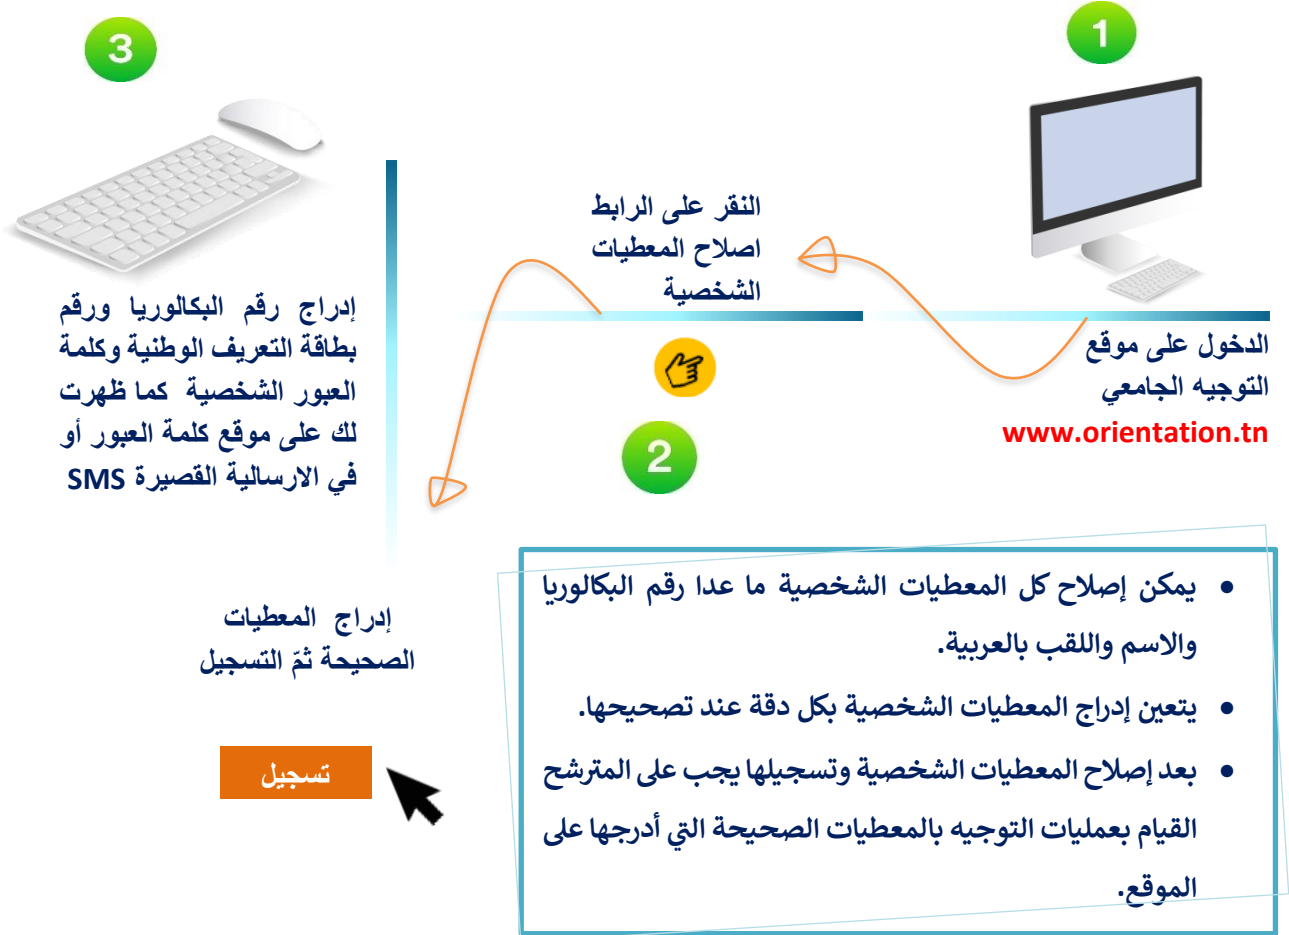 1
الدخول على موقع
التوجيه الجامعي
www.orientation.tn
النقر على الرابط
اصلاح المعطيات
الشخصية
2
3
إدراج رقم البكالوريا ورقم
بطاقة التعريف الوطنية وكلمة
العبور الشخصية كما ظهرت
لك على موقع كلمة العبور أو
في الارسالية القصيرة SMS
إدراج المعطيات
الصحيحة ثمّ التسجيل
تسجيل
• يمكن إصلاح كل المعطيات الشخصية ما عدا رقم البكالوريا
والاسم واللقب بالعربية.
• يتعين إدراج المعطيات الشخصية بكل دقة عند تصحيحها.
• بعد إصلاح المعطيات الشخصية وتسجيلها يجب على المترشح
القيام بعمليات التوجيه بالمعطيات الصحيحة التي أدرجها على
الموقع.